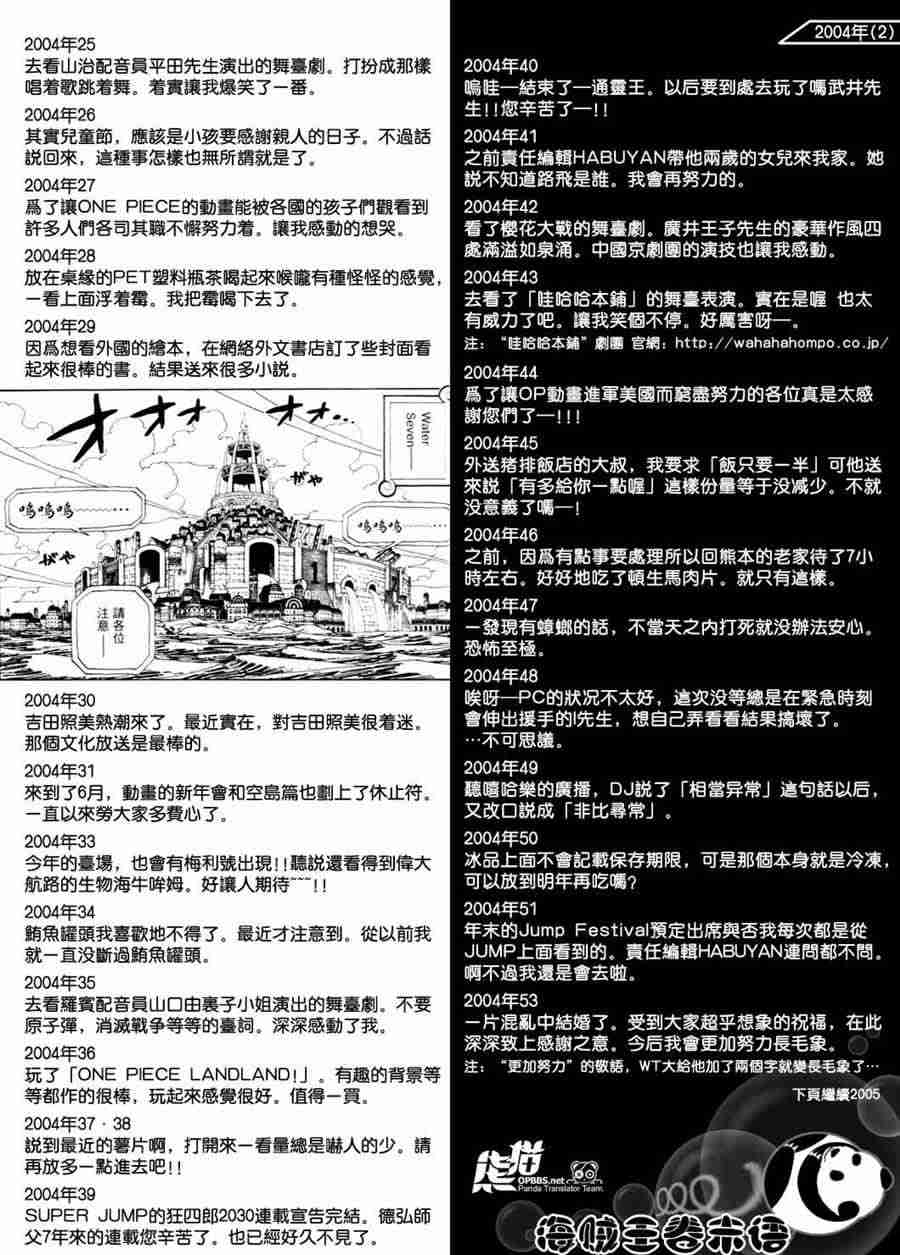 2004年25
去看山治配音員平田先生演出的舞臺劇。打扮成那樣
唱着歌跳着舞。着實讓我爆笑了一番。
2004年26
其實兒童節，應該是小孩要感謝親人的日子。不過話
説回來，這種事怎樣也無所謂就是了。
2004年27
爲了讓ONE PIECE的動畫能被各國的孩子們觀看到
許多人們各司其職不懈努力着。讓我感動的想哭。
2004年28
放在桌緣的PET塑料瓶茶喝起來喉嚨有種怪怪的感覺，
一看上面浮着霉。我把霉喝下去了。
2004年29
因爲想看外國的繪本，在網絡外文書店訂了些封面看
起來很棒的書。結果送來很多小説。
オオオ...
Water
Seven—
嗚嗚嗚……
嗚嗚嗚……
ざわ
ざわ
請各位
注意—
2004年30
吉田照美熱潮來了。最近實在，對吉田照美很着迷。
那個文化放送是最棒的。
2004年31
來到了6月，動畫的新年會和空島篇也劃上了休止符。
一直以來勞大家多費心了。
2004年33
今年的臺場，也會有梅利號出現!!聽説還看得到偉大
航路的生物海牛哞姆。好讓人期待~~~!!
2004年34
鮪魚罐頭我喜歡地不得了。最近才注意到。從以前我
就一直没斷過鮪魚罐頭。
2004年35
去看羅賓配音員山口由裏子小姐演出的舞臺劇。不要
原子彈，消滅戰爭等等的臺詞。深深感動了我。
2004年36
玩了「ONE PIECE LANDLAND!」。有趣的背景等
等都作的很棒，玩起來感覺很好。值得一買。
2004年37·38
説到最近的薯片啊，打開來一看量總是嚇人的少。請
再放多一點進去吧!!
2004年39
SUPER JUMP的狂四郎2030連載宣告完結。德弘師
父7年來的連載您辛苦了。也已經好久不見了。
2004年(2)
2004年40
嗚哇—結束了—通靈王。以后要到處去玩了嗎武井先
生!!您辛苦了—!!
2004年41
之前責任編輯HABUYAN帶他兩歲的女兒來我家。她
説不知道路飛是誰。我會再努力的。
2004年42
看了櫻花大戰的舞臺劇。廣井王子先生的豪華作風四
處滿溢如泉涌。中國京劇團的演技也讓我感動。
2004年43
去看了「哇哈哈本鋪」的舞臺表演。實在是喔 也太
有威力了吧。讓我笑個不停。好厲害呀—。
注：“哇哈哈本鋪”劇團 官網：http://wahahahompo.co.jp/
2004年44
爲了讓OP動畫進軍美國而窮盡努力的各位真是太感
謝您們了—!!!
2004年45
外送猪排飯店的大叔，我要求「飯只要一半」可他送
來説「有多給你一點喔」這樣份量等于没減少。不就
没意義了嗎—!
2004年46
之前，因爲有點事要處理所以回熊本的老家待了7小
時左右。好好地吃了頓生馬肉片。就只有這樣。
2004年47
一發現有蟑螂的話，不當天之内打死就没辦法安心。
恐怖至極。
2004年48
唉呀—PC的狀况不太好，這次没等總是在緊急時刻
會伸出援手的I先生，想自己弄看看結果搞壞了。
…不可思議。
2004年49
聽嘻哈樂的廣播，DJ説了「相當异常」這句話以后，
又改口説成「非比尋常」。
2004年50
冰品上面不會記載保存期限，可是那個本身就是冷凍，
可以放到明年再吃嗎?
2004年51
年末的Jump Festival預定出席與否我每次都是從
JUMP上面看到的。責任編輯HABUYAN連問都不問。
啊不過我還是會去啦。
2004年53
一片混亂中結婚了。受到大家超乎想象的祝福，在此
深深致上感謝之意。今后我會更加努力長毛象。
注：“更加努力”的敬語，WT大給他加了兩個字就變長毛象了…
下頁繼續2005
熊猫
OPBBS.net
Panda Translator Team
海賊王卷末語